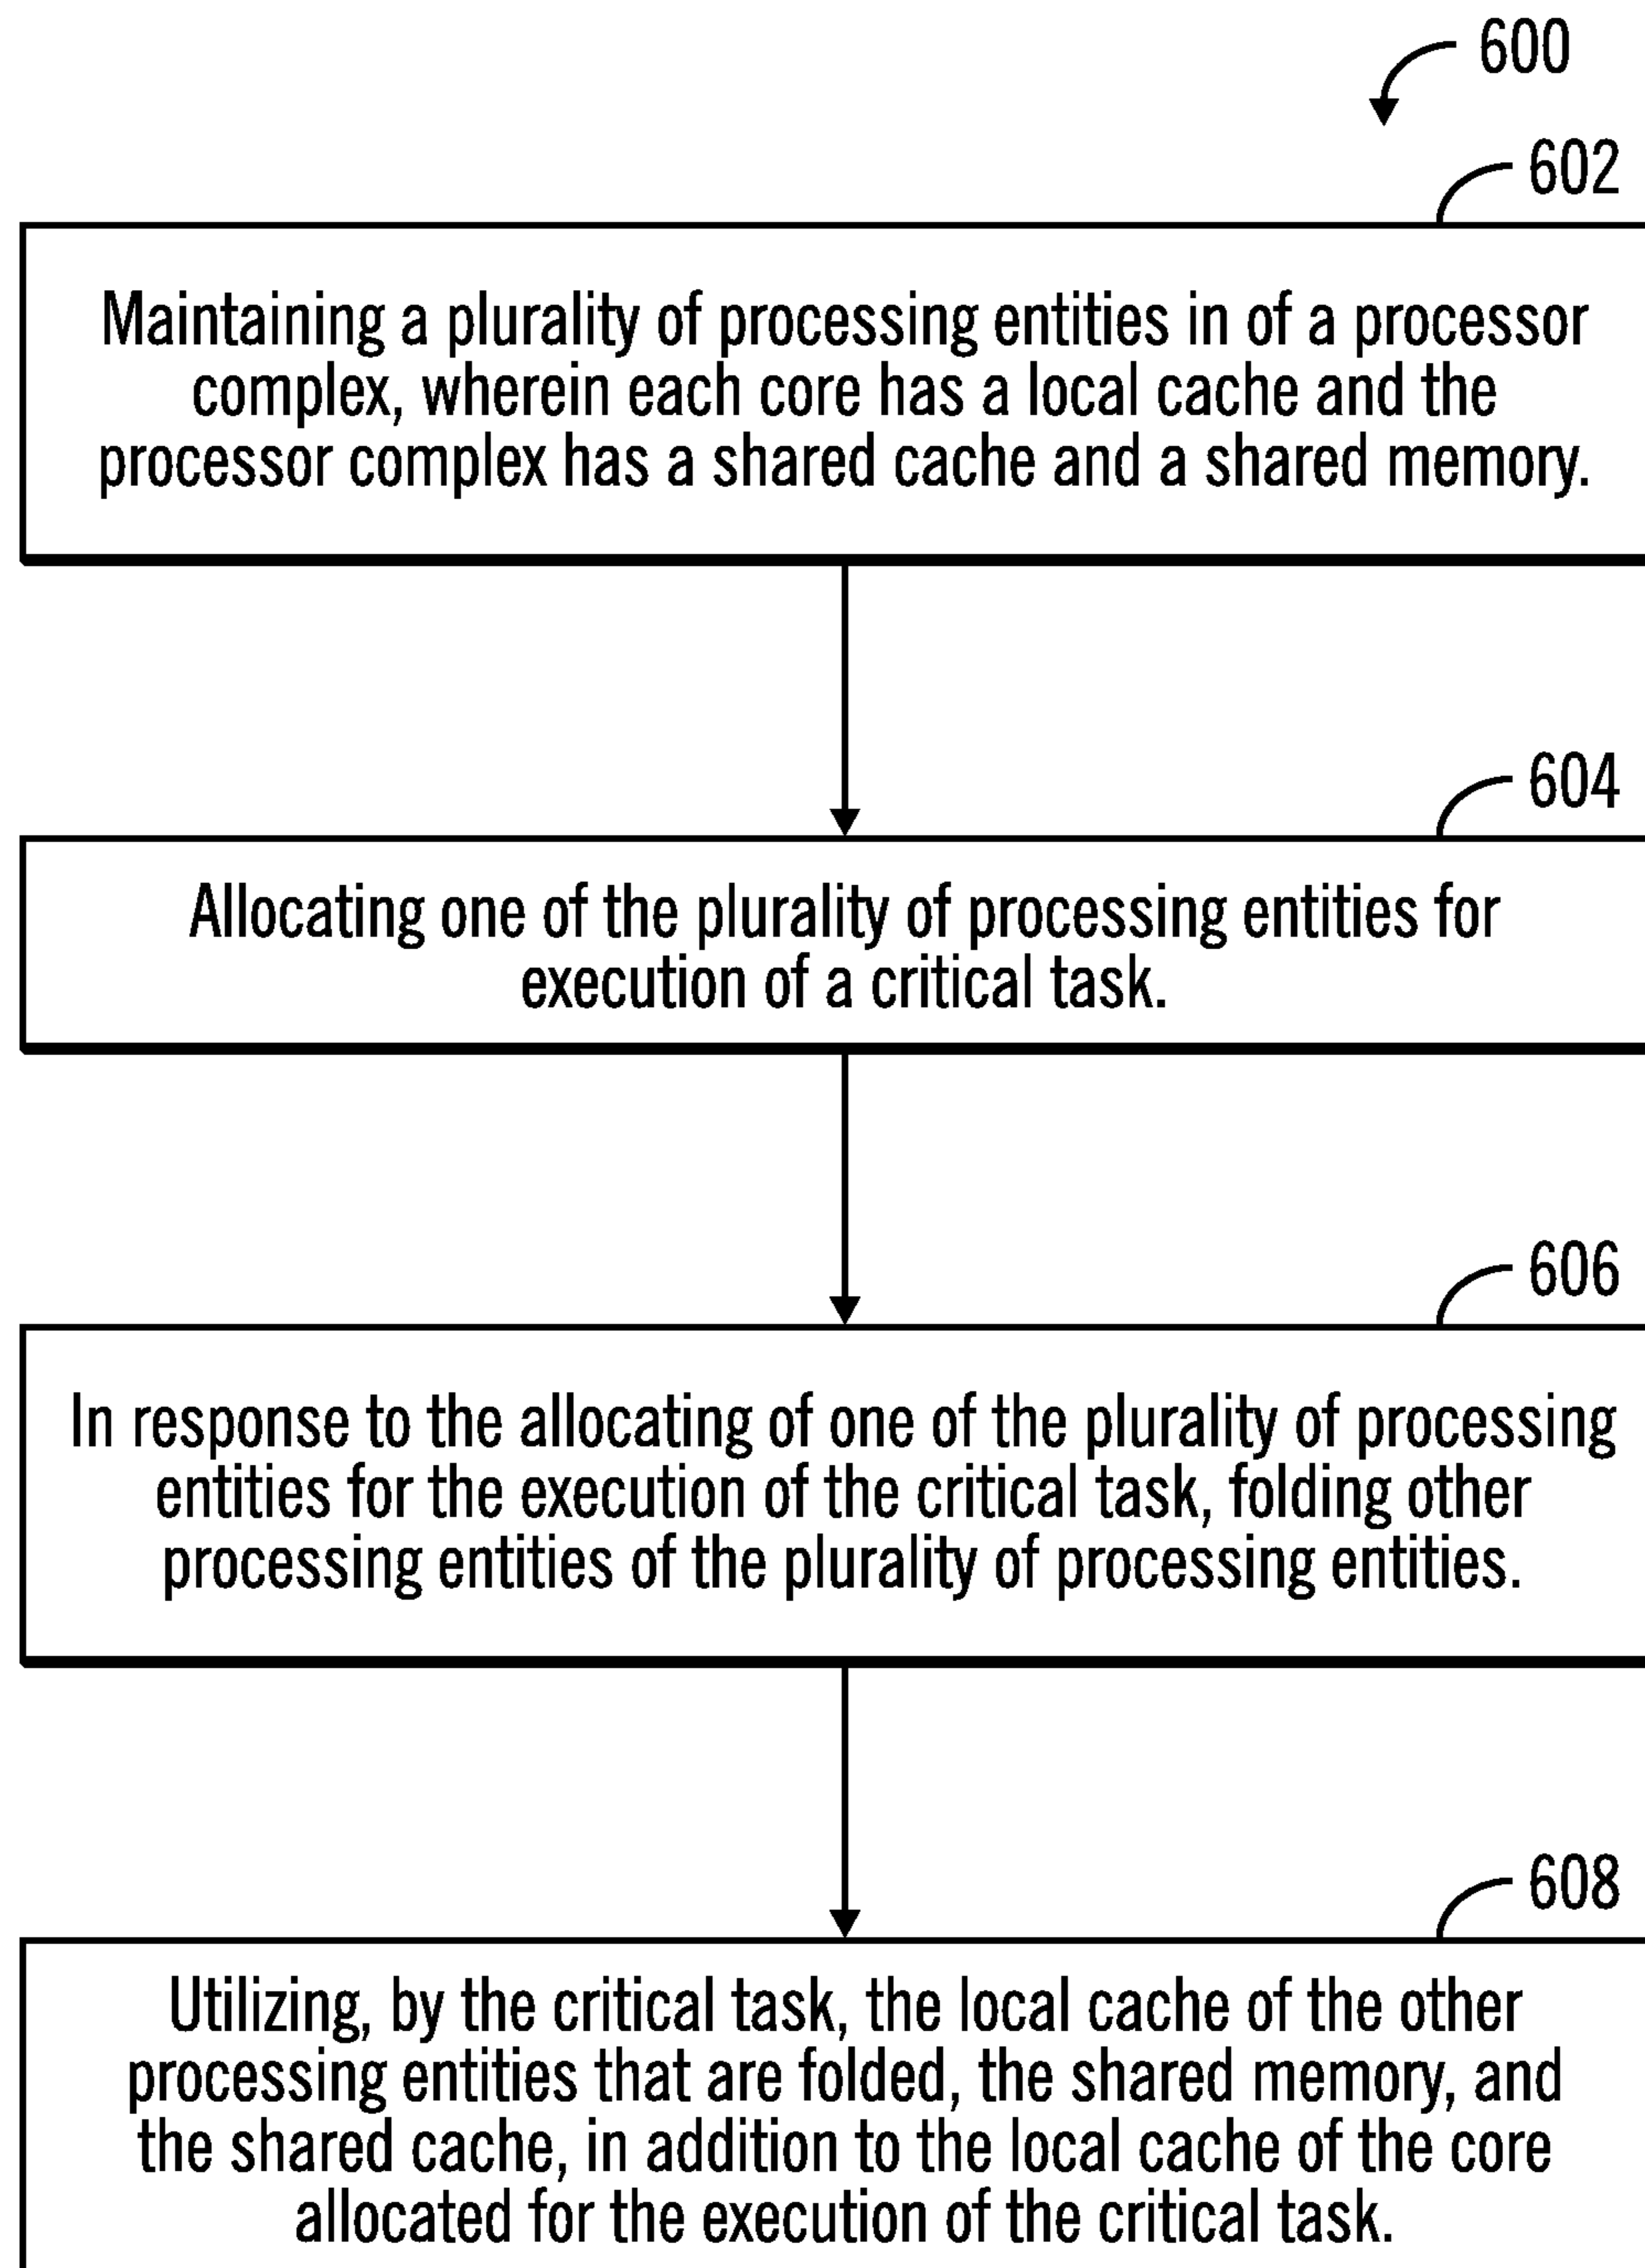 600
602
Maintaining a plurality of processing entities in of a processor
complex, wherein each core has a local cache and the
processor complex has a shared cache and a shared memory.
604
Allocating one of the plurality of processing entities for
execution of a critical task.
606
In response to the allocating of one of the plurality of processing
entities for the execution of the critical task, folding other
processing entities of the plurality of processing entities.
608
Utilizing, by the critical task, the local cache of the other
processing entities that are folded, the shared memory, and
the shared cache, in addition to the local cache of the core
allocated for the execution of the critical task.